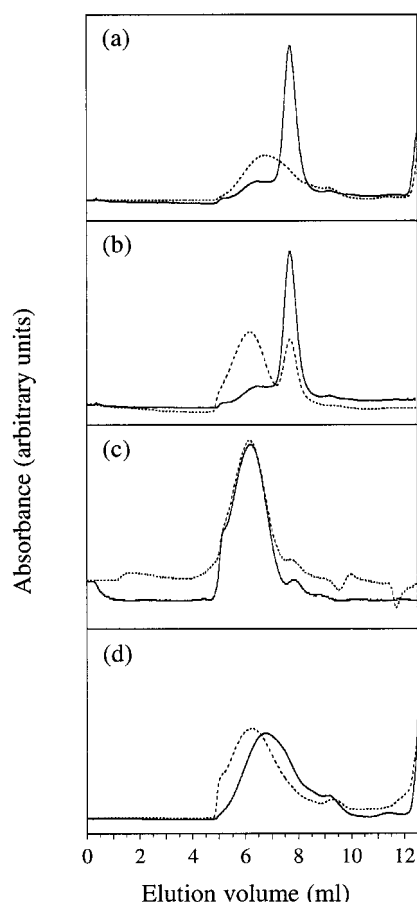 (a)
(b)
(c)
(d)
Absorbance (arbitrary units)
0 2 4 6 8 10 12
Elution volume (ml)